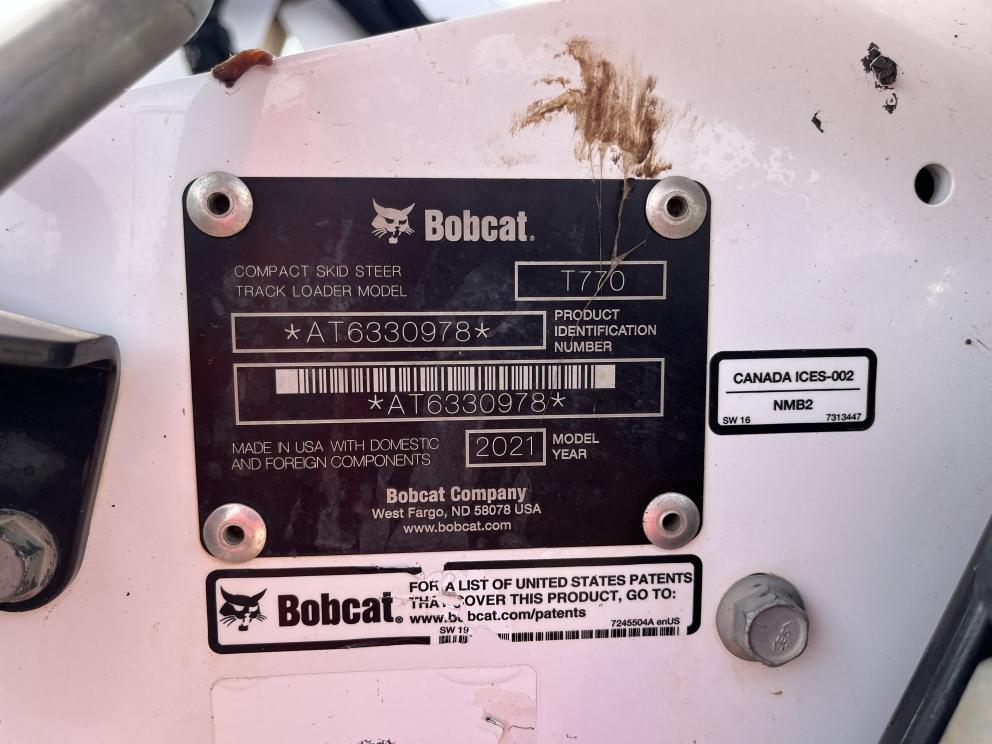 Bobcat®
COMPACT SKID STEER
TRACK LOADER MODEL
T770
*AT6330978*
PRODUCT
IDENTIFICATION
NUMBER
*AT6330978*
MADE IN USA WITH DOMESTIC
AND FOREIGN COMPONENTS
2021
MODEL
YEAR
Bobcat Company
West Fargo, ND 58078 USA
www.bobcat.com
CANADA ICES-002
NMB2
SW 16 7313447
Bobcat®
FOR A LIST OF UNITED STATES PATENTS
COVER THIS PRODUCT, GO TO:
SW 19 7245504A enUS